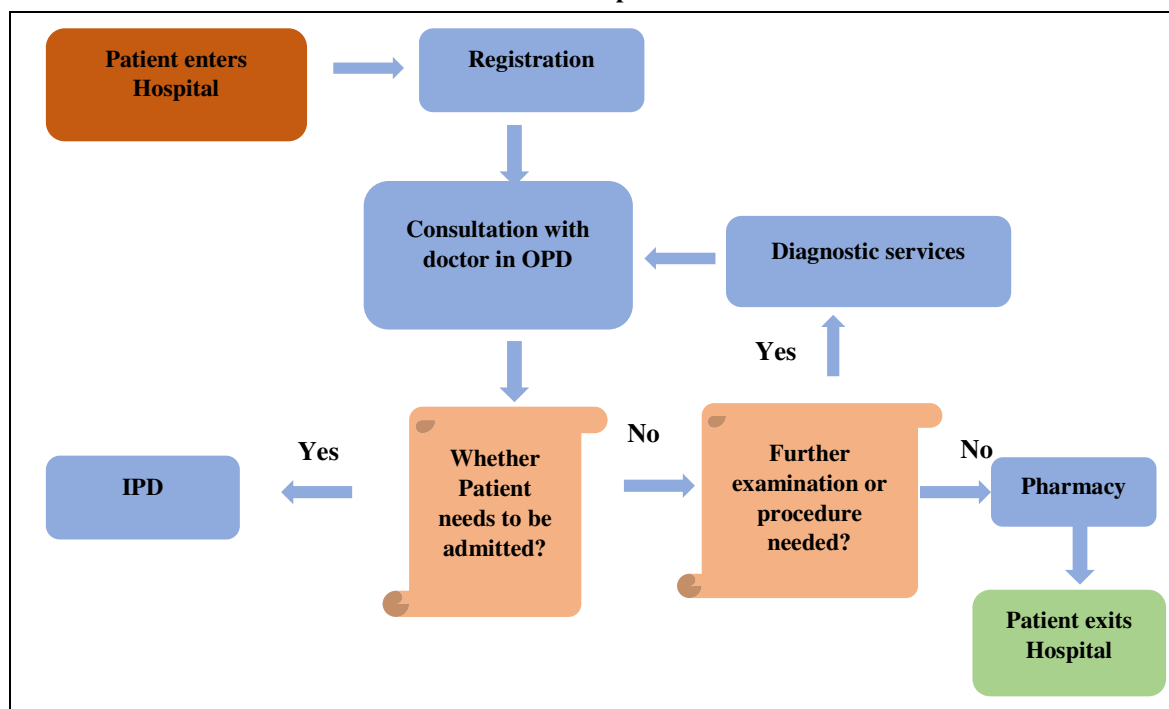 Patient enters
Hospital
Registration
Consultation with
doctor in OPD
Diagnostic services
Yes
Whether
Patient
needs to be
admitted?
Yes
IPD
No
Further
examination or
procedure
needed?
No
Pharmacy
Patient exits
Hospital